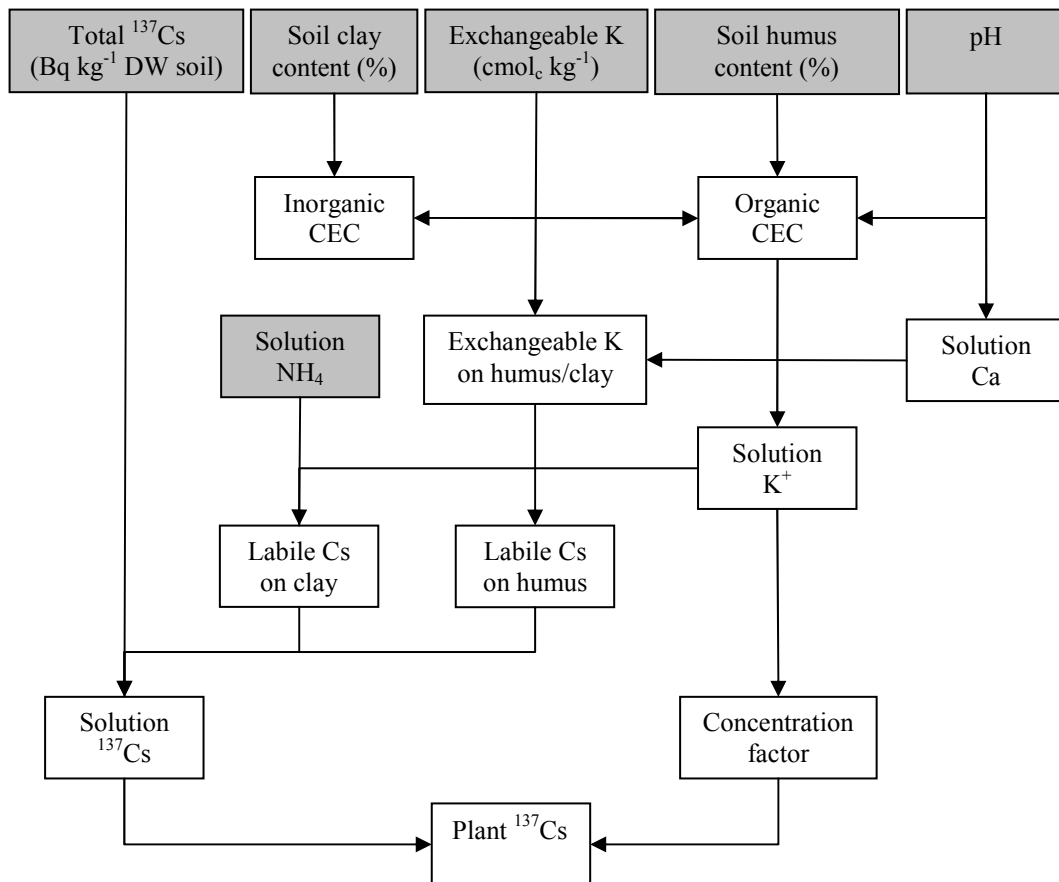 Total ¹³⁷Cs
(Bq kg⁻¹ DW soil)
Soil clay
content (%)
Exchangeable K
(cmol_c kg⁻¹)
Soil humus
content (%)
pH
Inorganic
CEC
Organic
CEC
Solution
NH₄
Exchangeable K
on humus/clay
Solution
Ca
Solution
K⁺
Labile Cs
on clay
Labile Cs
on humus
Solution
¹³⁷Cs
Concentration
factor
Plant ¹³⁷Cs